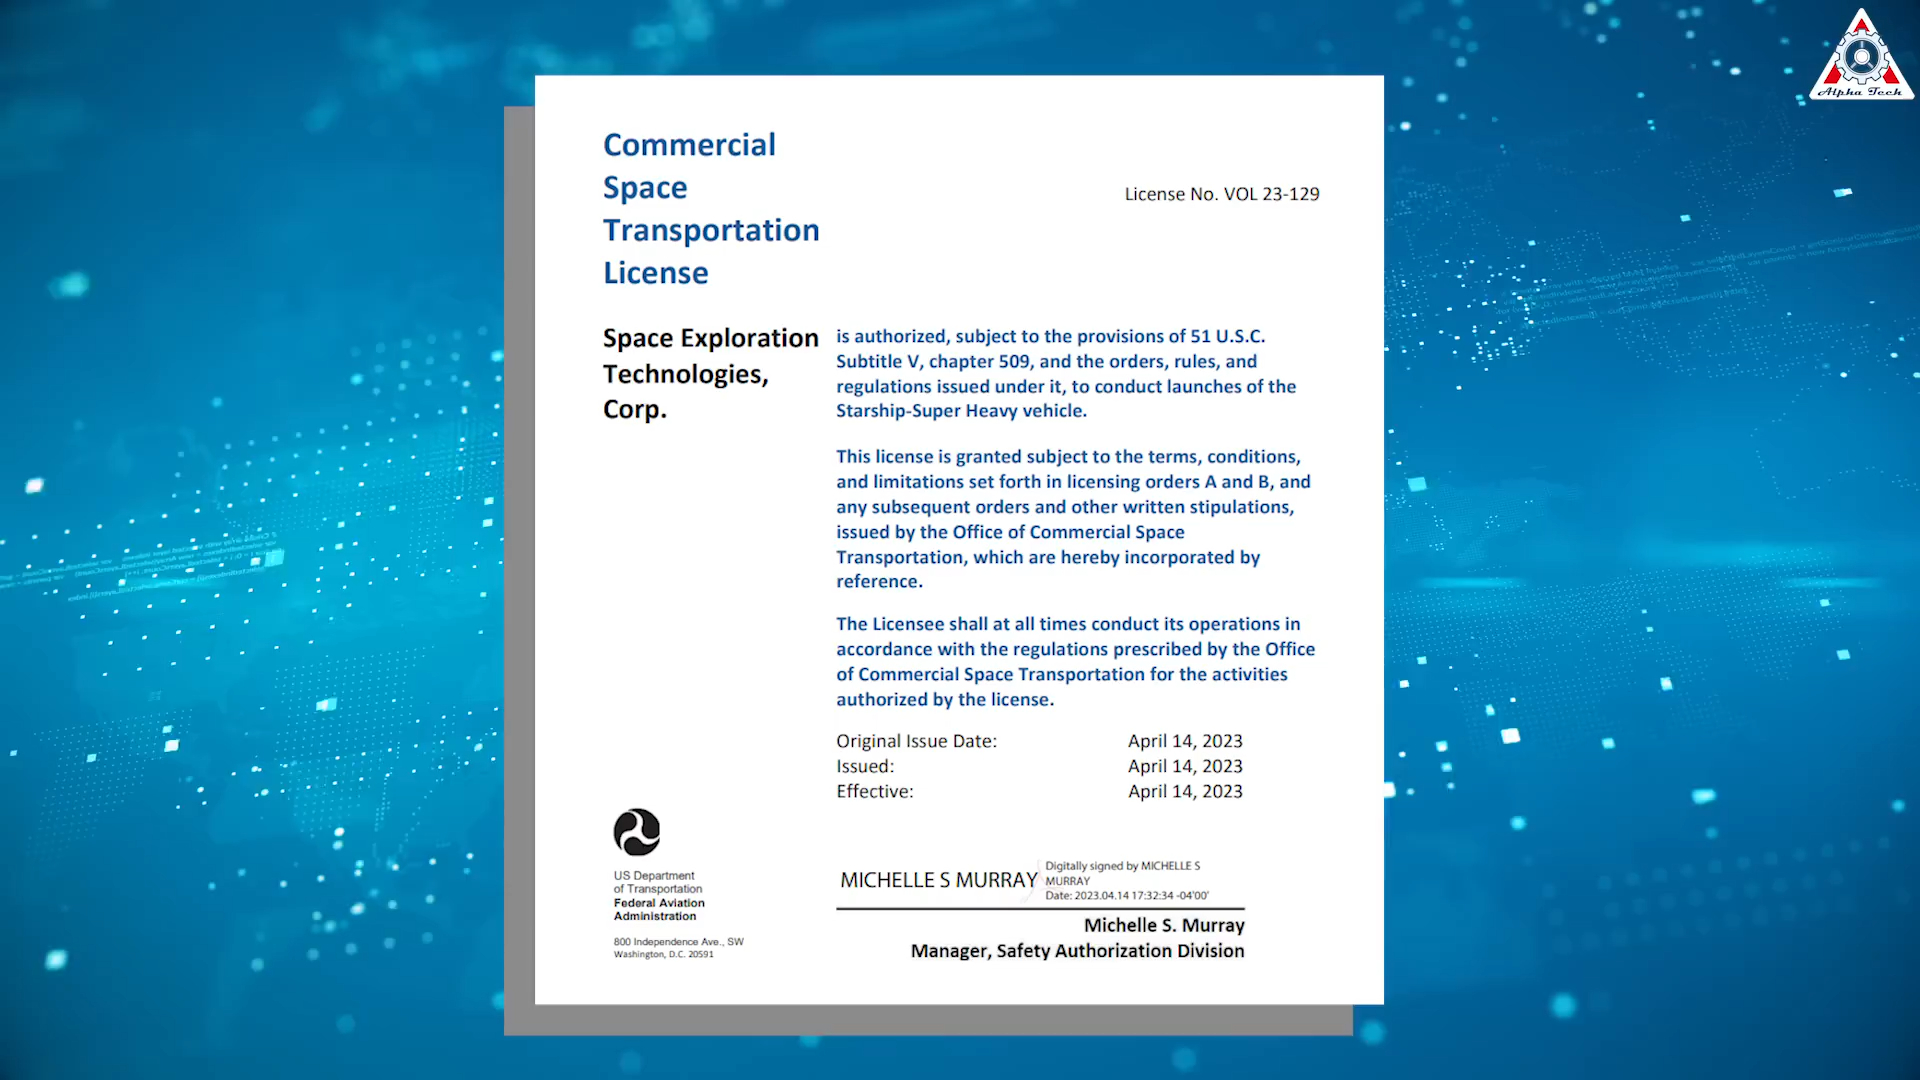 Alpha Tech
Commercial
Space
Transportation
License
License No. VOL 23-129
Space Exploration
Technologies,
Corp.
is authorized, subject to the provisions of 51 U.S.C.
Subtitle V, chapter 509, and the orders, rules, and
regulations issued under it, to conduct launches of the
Starship-Super Heavy vehicle.
This license is granted subject to the terms, conditions,
and limitations set forth in licensing orders A and B, and
any subsequent orders and other written stipulations,
issued by the Office of Commercial Space
Transportation, which are hereby incorporated by
reference.
The Licensee shall at all times conduct its operations in
accordance with the regulations prescribed by the Office
of Commercial Space Transportation for the activities
authorized by the license.
Original Issue Date: April 14, 2023
Issued: April 14, 2023
Effective: April 14, 2023
US Department
of Transportation
Federal Aviation
Administration
800 Independence Ave., SW
Washington, D.C. 20591
MICHELLE S MURRAY
Digitally signed by MICHELLE S
MURRAY
Date: 2023.04.14 17:32:34 -04'00'
Michelle S. Murray
Manager, Safety Authorization Division